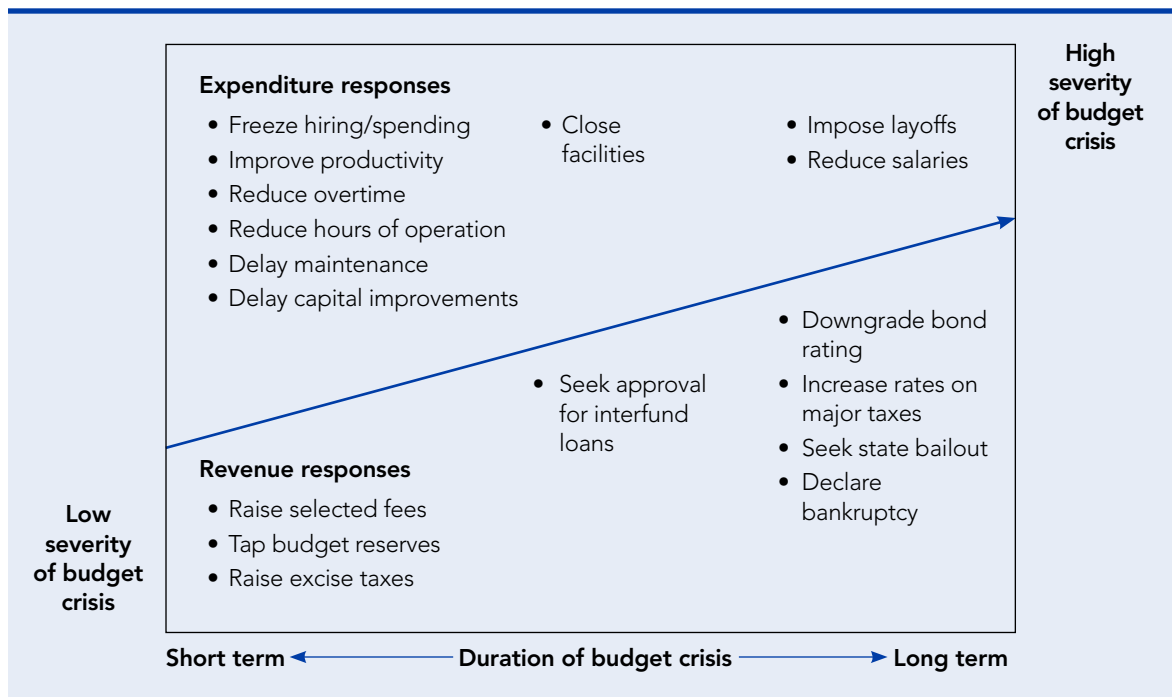 High
severity
of budget
crisis
Expenditure responses
• Freeze hiring/spending
• Improve productivity
• Reduce overtime
• Reduce hours of operation
• Delay maintenance
• Delay capital improvements
• Close
facilities
• Impose layoffs
• Reduce salaries
• Seek approval
for interfund
loans
• Downgrade bond
rating
• Increase rates on
major taxes
• Seek state bailout
• Declare
bankruptcy
Revenue responses
• Raise selected fees
• Tap budget reserves
• Raise excise taxes
Low
severity
of budget
crisis
Short term
Duration of budget crisis
Long term